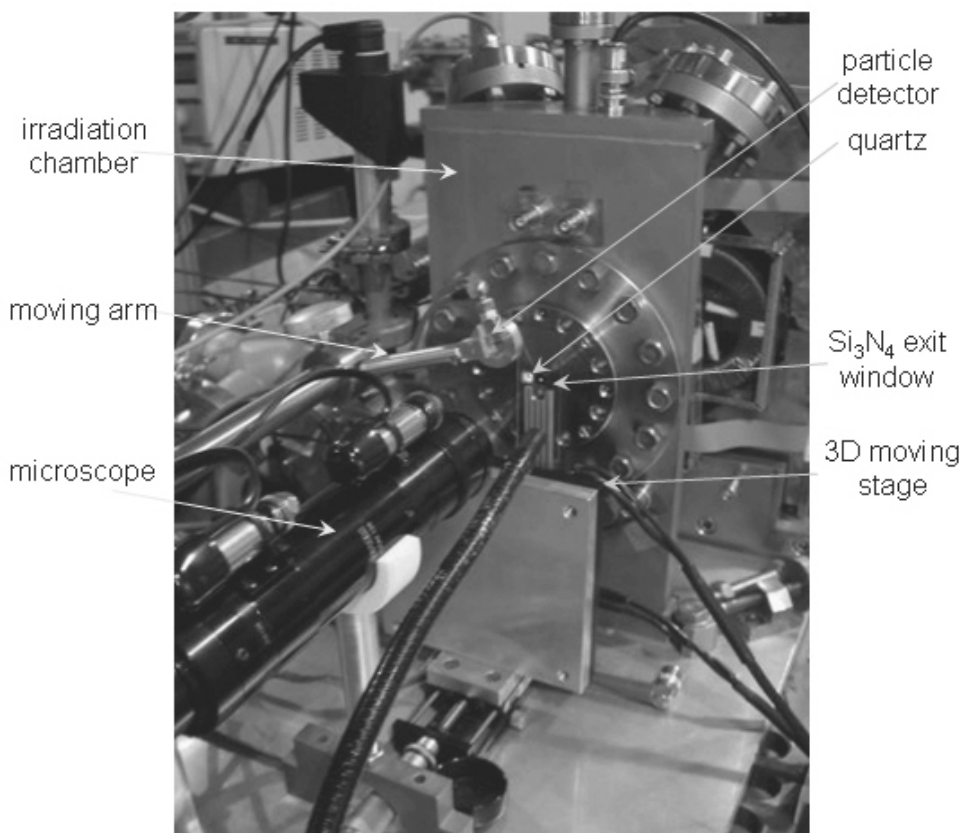 particle
detector
quartz
irradiation
chamber
moving arm
Si₃N₄ exit
window
microscope
3D moving
stage